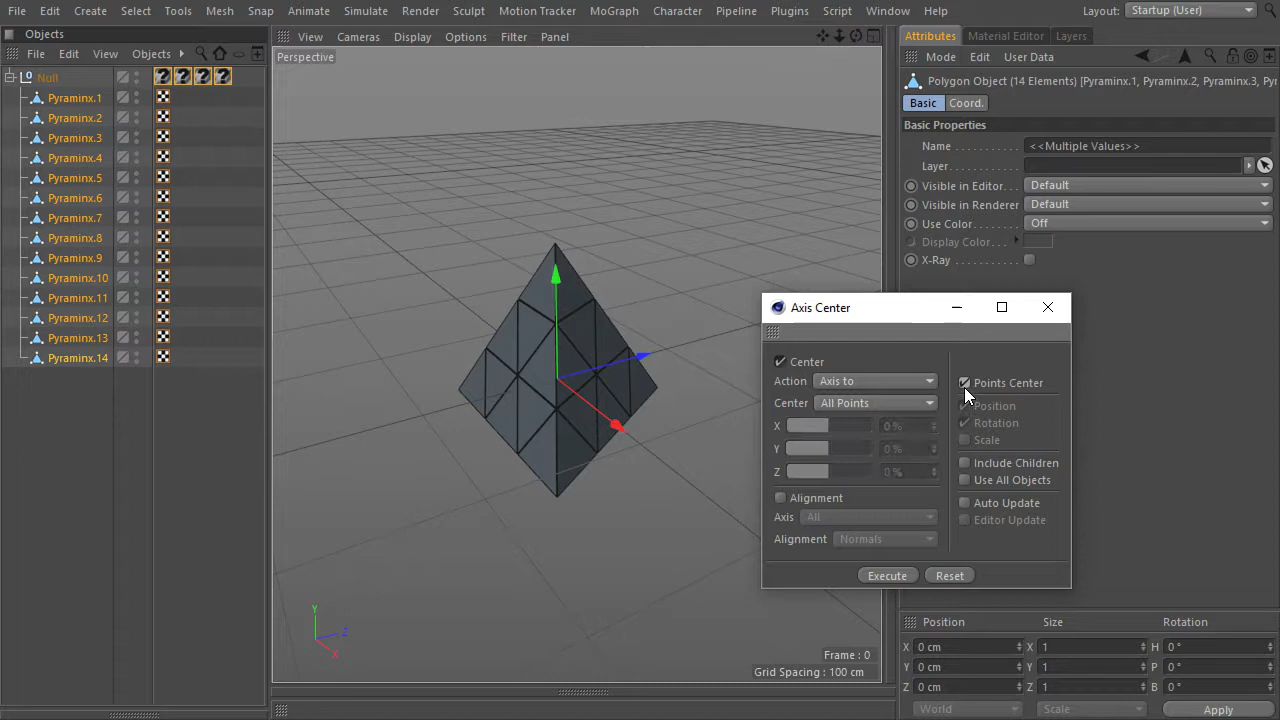 File Edit Create Select Tools Mesh Snap Animate Simulate Render Sculpt Motion Tracker MoGraph Character Pipeline Plugins Script Window Help Layout: Startup (User)
Objects
File Edit View Objects
Null
Pyraminx.1
Pyraminx.2
Pyraminx.3
Pyraminx.4
Pyraminx.5
Pyraminx.6
Pyraminx.7
Pyraminx.8
Pyraminx.9
Pyraminx.10
Pyraminx.11
Pyraminx.12
Pyraminx.13
Pyraminx.14
View Cameras Display Options Filter Panel
Perspective
Y
Z
X
Frame : 0
Grid Spacing : 100 cm
Attributes Material Editor Layers
Mode Edit User Data
Polygon Object (14 Elements) [Pyraminx.1, Pyraminx.2, Pyraminx.3, Pyr
Basic Coord.
Basic Properties
Name <<Multiple Values>>
Layer
Visible in Editor Default
Visible in Renderer Default
Use Color Off
Display Color
X-Ray
Axis Center
Center
Action Axis to
Center All Points
X 0 %
Y 0 %
Z 0 %
Alignment
Axis All
Alignment Normals
Points Center
Position
Rotation
Scale
Include Children
Use All Objects
Auto Update
Editor Update
Execute Reset
Position Size Rotation
X 0 cm X 1 H 0 °
Y 0 cm Y 1 P 0 °
Z 0 cm Z 1 B 0 °
World Scale Apply